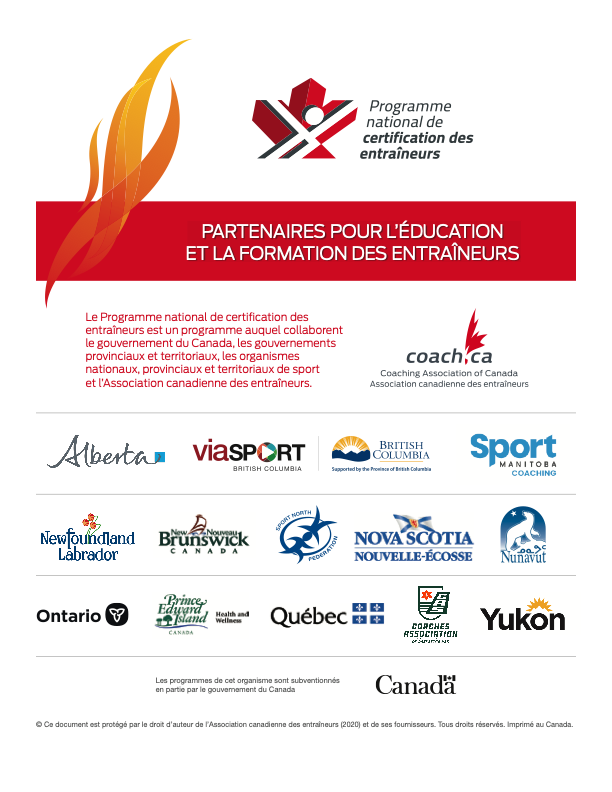 Programme
national de
certification des
entraîneurs
PARTENAIRES POUR L'ÉDUCATION
ET LA FORMATION DES ENTRAÎNEURS
Le Programme national de certification des
entraîneurs est un programme auquel collaborent
le gouvernement du Canada, les gouvernements
provinciaux et territoriaux, les organismes
nationaux, provinciaux et territoriaux de sport
et l'Association canadienne des entraîneurs.
coach.ca
Coaching Association of Canada
Association canadienne des entraîneurs
Alberta
viaSPORT
BRITISH COLUMBIA
BRITISH
COLUMBIA
Supported by the Province of British Columbia
Sport
MANITOBA
COACHING
Newfoundland
Labrador
New Nouveau
Brunswick
CANADA
SPORT NORTH
FEDERATION
NOVA SCOTIA
NOUVELLE-ÉCOSSE
Nunavut
Ontario
Prince
Edward
Island
CANADA
Health and
Wellness
Québec
COACHES
ASSOCIATION
Yukon
Les programmes de cet organisme sont subventionnés
en partie par le gouvernement du Canada
Canada
© Ce document est protégé par le droit d'auteur de l'Association canadienne des entraîneurs (2020) et de ses fournisseurs. Tous droits réservés. Imprimé au Canada.